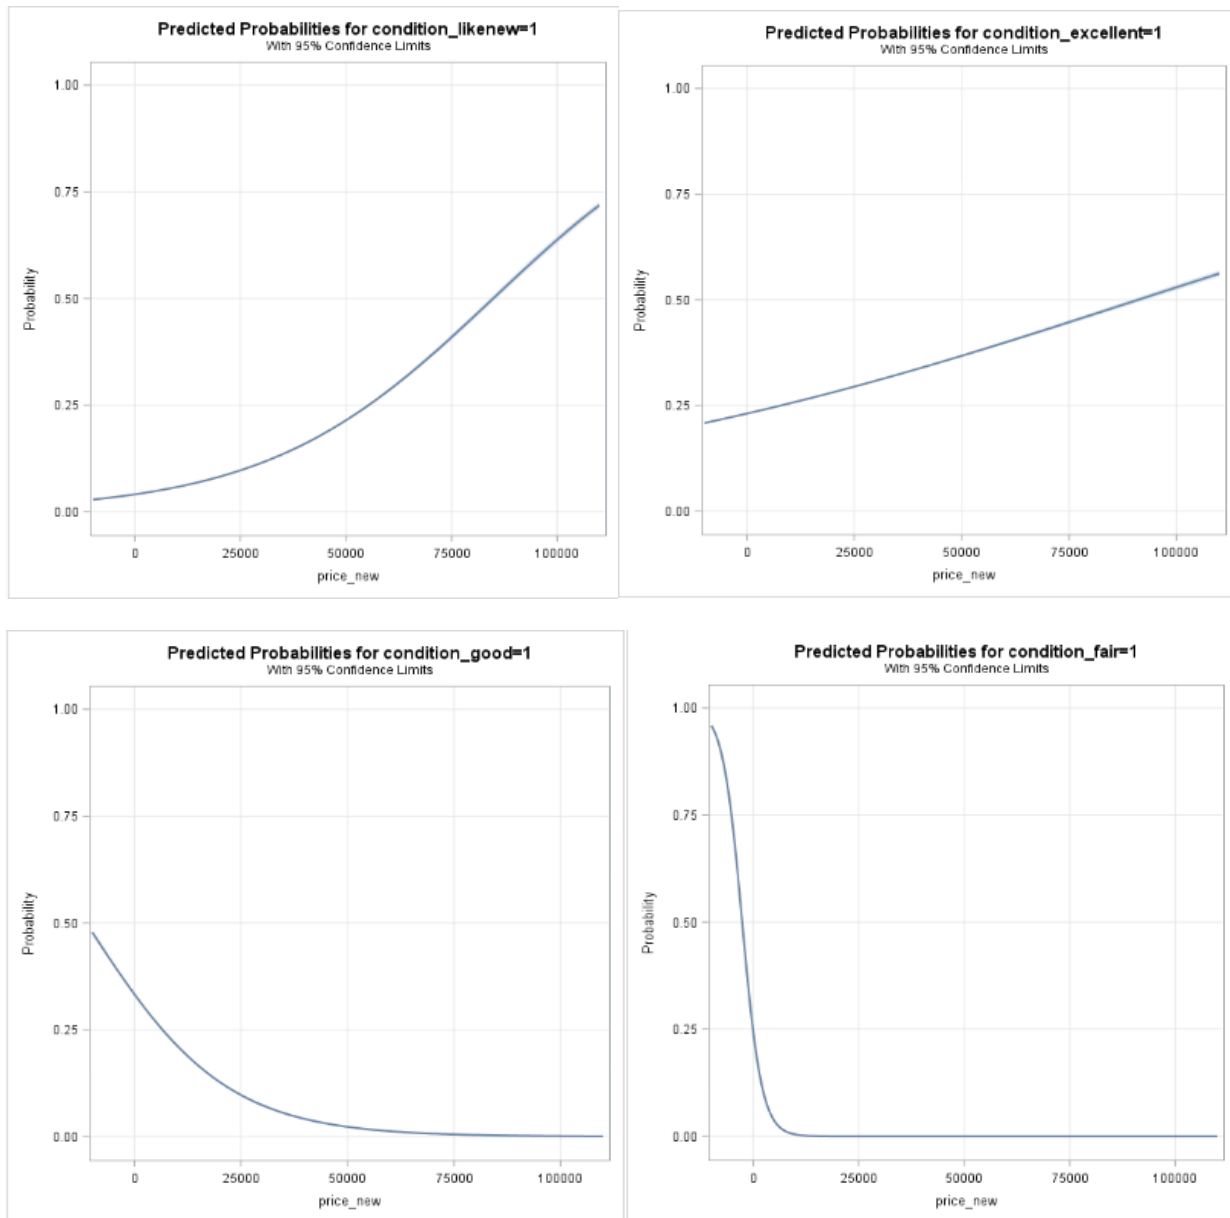 Predicted Probabilities for condition_likenew=1
With 95% Confidence Limits
1.00
0.75
0.50
0.25
0.00
Probability
0
25000
50000
75000
100000
price_new
Predicted Probabilities for condition_excellent=1
With 95% Confidence Limits
1.00
0.75
0.50
0.25
0.00
Probability
0
25000
50000
75000
100000
price_new
Predicted Probabilities for condition_good=1
With 95% Confidence Limits
1.00
0.75
0.50
0.25
0.00
Probability
0
25000
50000
75000
100000
price_new
Predicted Probabilities for condition_fair=1
With 95% Confidence Limits
1.00
0.75
0.50
0.25
0.00
Probability
0
25000
50000
75000
100000
price_new